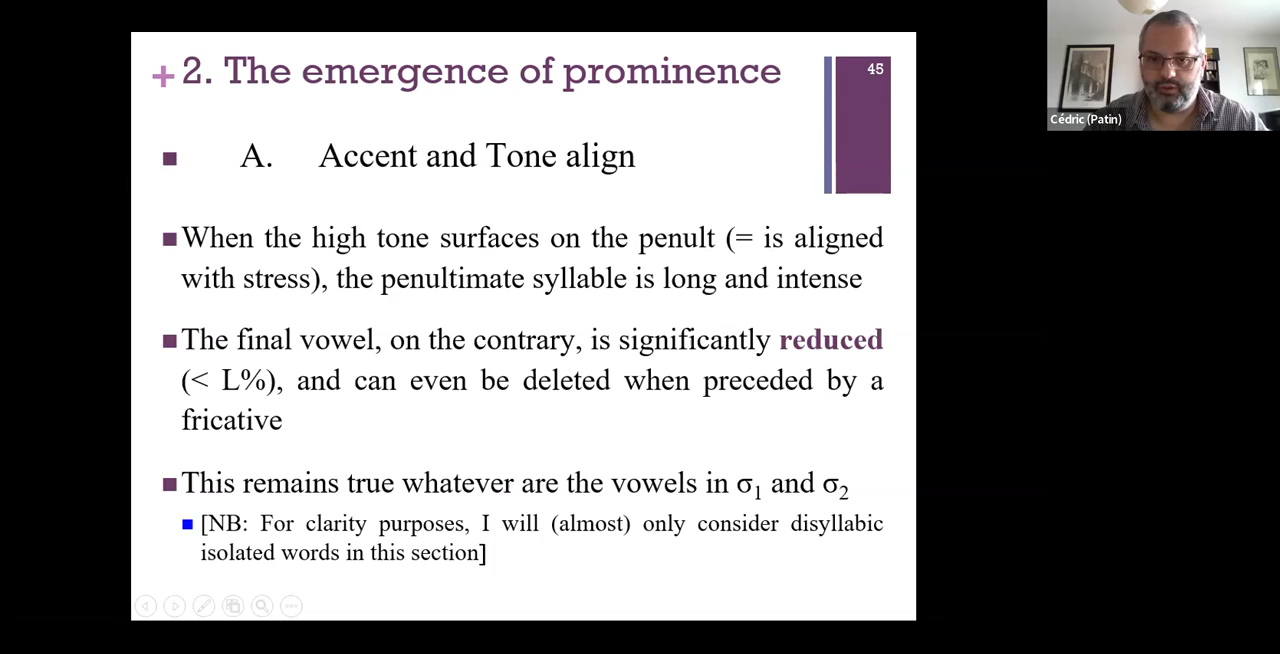 + 2. The emergence of prominence
45
■ A. Accent and Tone align
■ When the high tone surfaces on the penult (= is aligned
with stress), the penultimate syllable is long and intense
■ The final vowel, on the contrary, is significantly reduced
(< L%), and can even be deleted when preceded by a
fricative
■ This remains true whatever are the vowels in σ₁ and σ₂
■ [NB: For clarity purposes, I will (almost) only consider disyllabic
isolated words in this section]
Cédric (Patin)